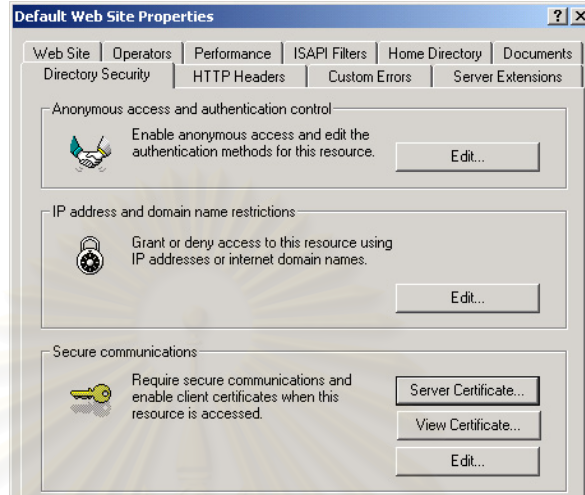 Default Web Site Properties
? X
Web Site Operators Performance ISAPI Filters Home Directory Documents
Directory Security HTTP Headers Custom Errors Server Extensions
Anonymous access and authentication control
Enable anonymous access and edit the
authentication methods for this resource.
Edit...
IP address and domain name restrictions
Grant or deny access to this resource using
IP addresses or internet domain names.
Edit...
Secure communications
Require secure communications and
enable client certificates when this
resource is accessed.
Server Certificate...
View Certificate...
Edit...